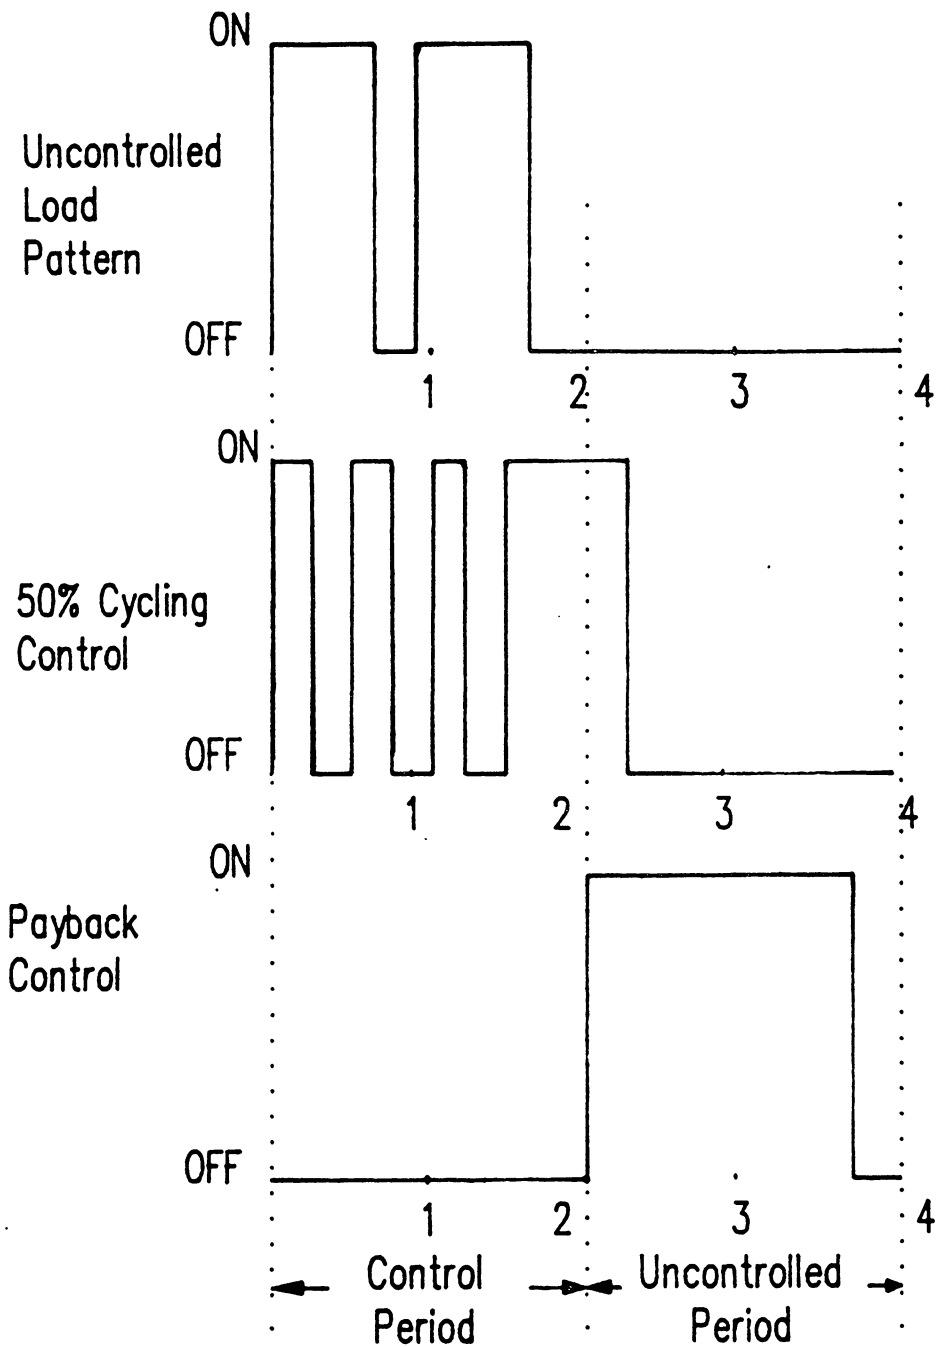 ON
Uncontrolled
Load
Pattern
OFF
1 2 3 4
ON
50% Cycling
Control
OFF
1 2 3 4
ON
Payback
Control
OFF
1 2 3 4
Control
Period
Uncontrolled
Period